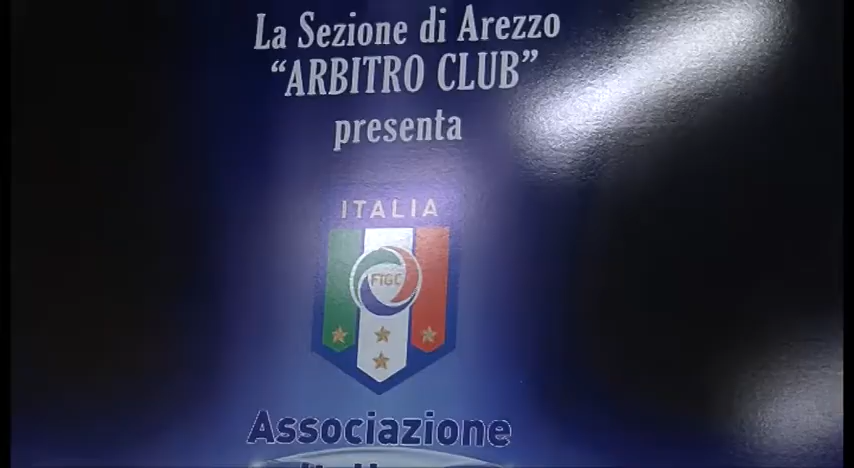 La Sezione di Arezzo
“ARBITRO CLUB”
presenta
ITALIA
FIGC
Associazione